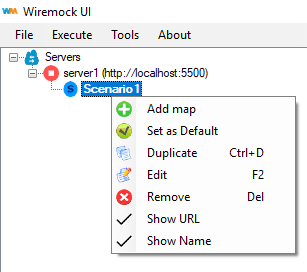 Wiremock UI
File Execute Tools About
Servers
server1 (http://localhost:5500)
Scenario1
Add map
Set as Default
Duplicate Ctrl+D
Edit F2
Remove Del
Show URL
Show Name